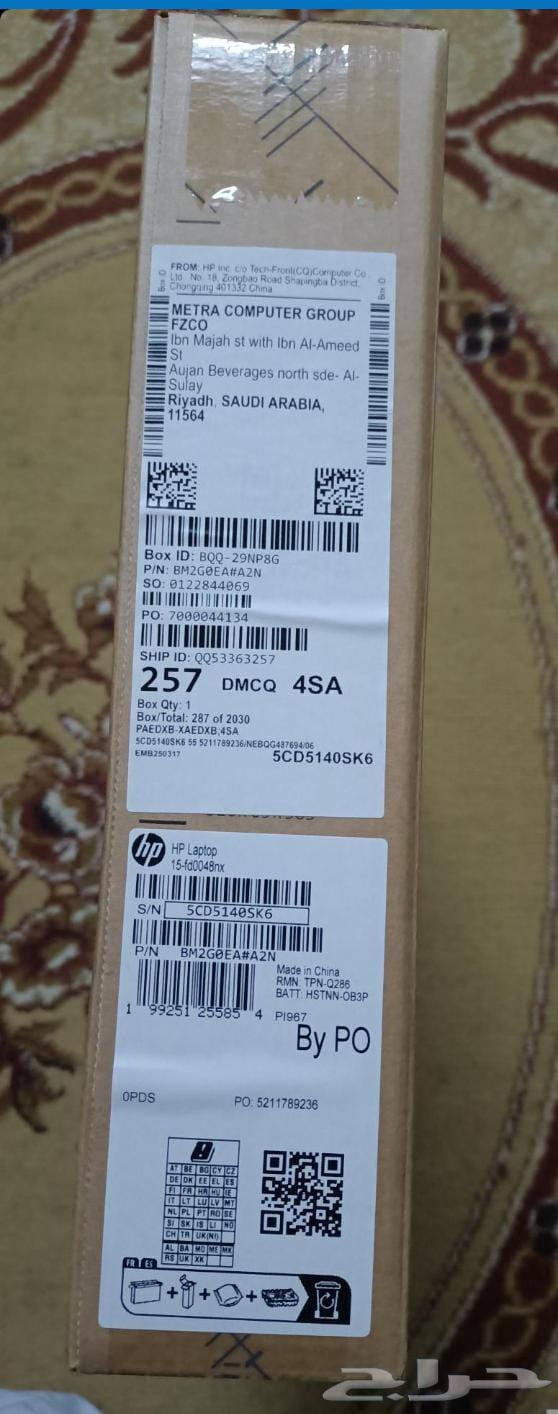 FROM: HP Inc. c/o Tech-Front(CQ)Computer Co.,
Ltd. No. 18, Zongbao Road Shapingba District,
Chongqing 401332 China
Box ID
Box ID
METRA COMPUTER GROUP
FZCO
Ibn Majah st with Ibn Al-Ameed
St
Aujan Beverages north sde- Al-
Sulay
Riyadh, SAUDI ARABIA,
11564
Box ID: BQQ-29NP8G
P/N: BM2G0EA#A2N
SO: 0122844069
PO: 7000044134
SHIP ID: QQ53363257
257 DMCQ 4SA
Box Qty: 1
Box/Total: 287 of 2030
PAEDXB-XAEDXB;4SA
5CD5140SK6 55 5211789236/NEBQG487694/06
EMB250317 5CD5140SK6
hp HP Laptop
15-fd0048nx
S/N 5CD5140SK6
P/N BM2G0EA#A2N
Made in China
RMN: TPN-Q286
BATT: HSTNN-OB3P
1 99251 25585 4 PI967
By PO
0PDS PO: 5211789236
AT BE BG CY CZ
DE DK EE EL ES
FI FR HR HU IE
IT LT LU LV MT
NL PL PT RO SE
SI SK IS LI NO
CH TR UK(NI)
AL BA MD ME MK
RS UK XK
FR ES
حراج